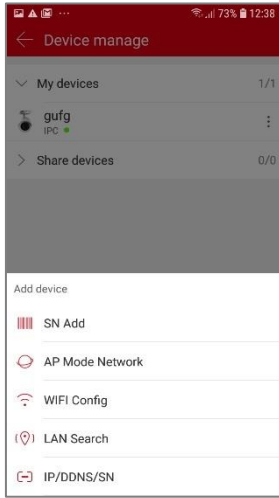 73% 12:38
Device manage
My devices 1/1
gufg
IPC
Share devices 0/0
Add device
SN Add
AP Mode Network
WIFI Config
LAN Search
IP/DDNS/SN